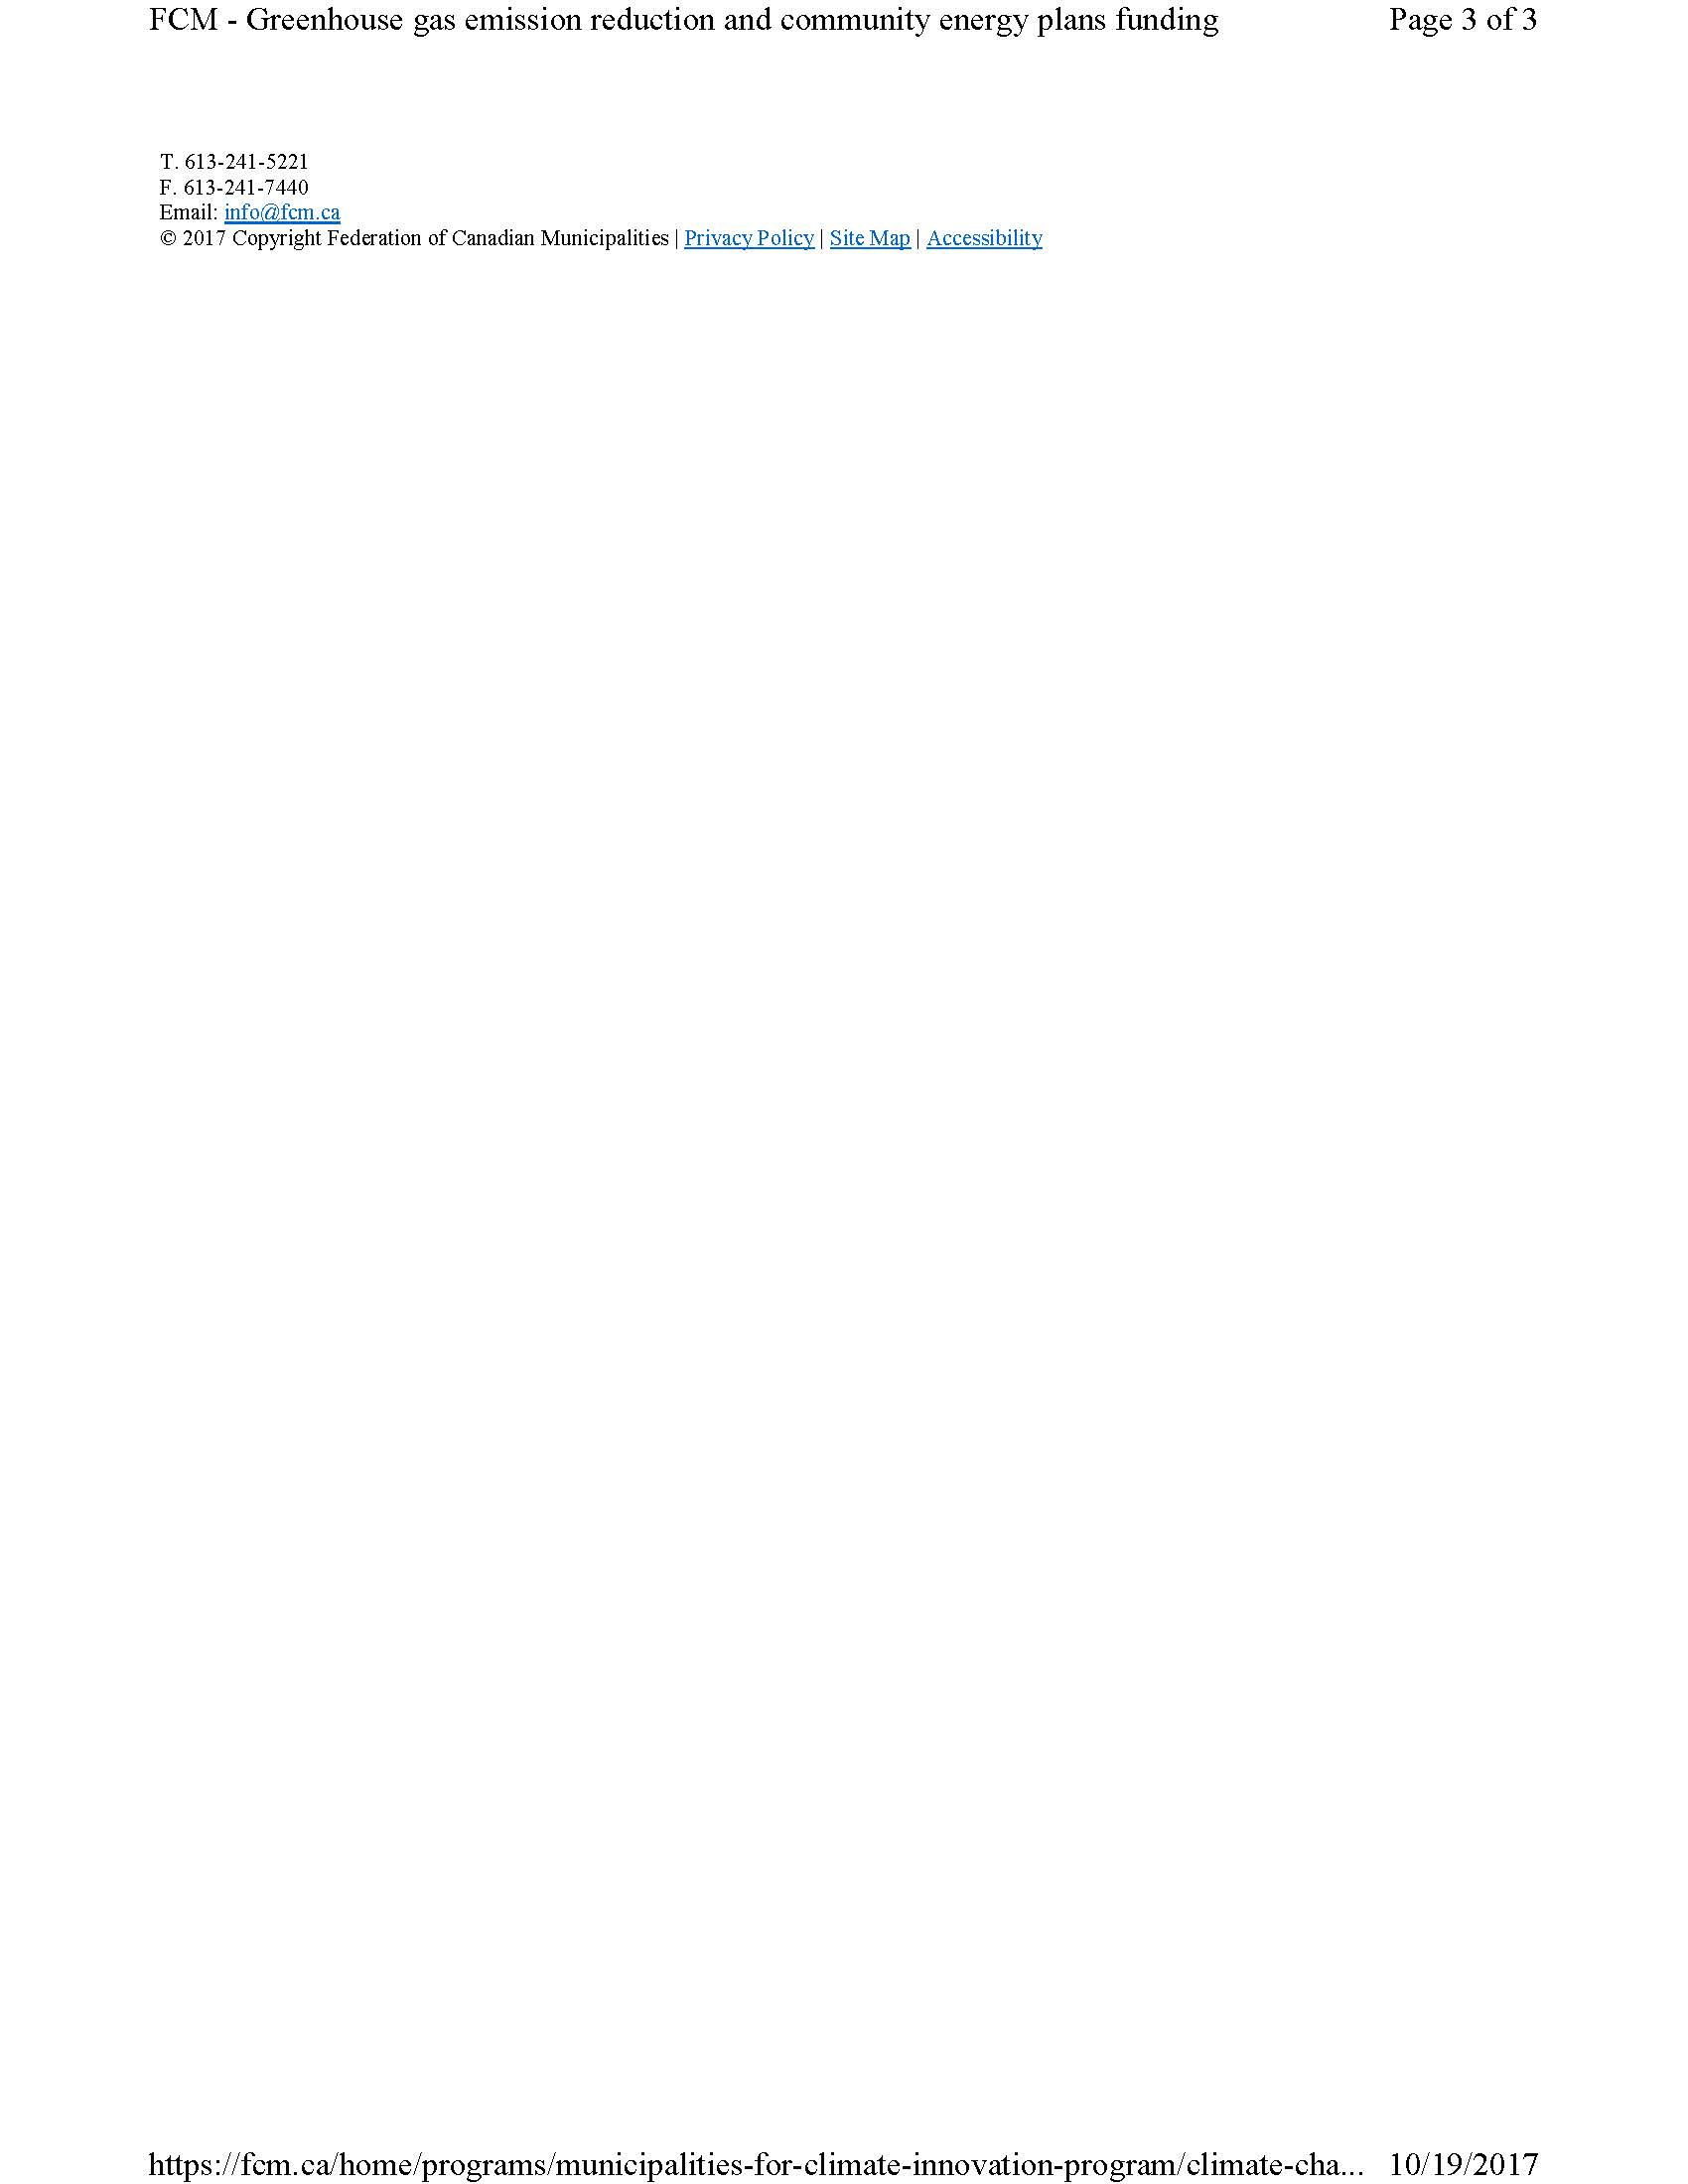 FCM - Greenhouse gas emission reduction and community energy plans funding Page 3 of 3
T. 613-241-5221
F. 613-241-7440
Email: info@fcm.ca
© 2017 Copyright Federation of Canadian Municipalities | Privacy Policy | Site Map | Accessibility
https://fcm.ca/home/programs/municipalities-for-climate-innovation-program/climate-cha... 10/19/2017